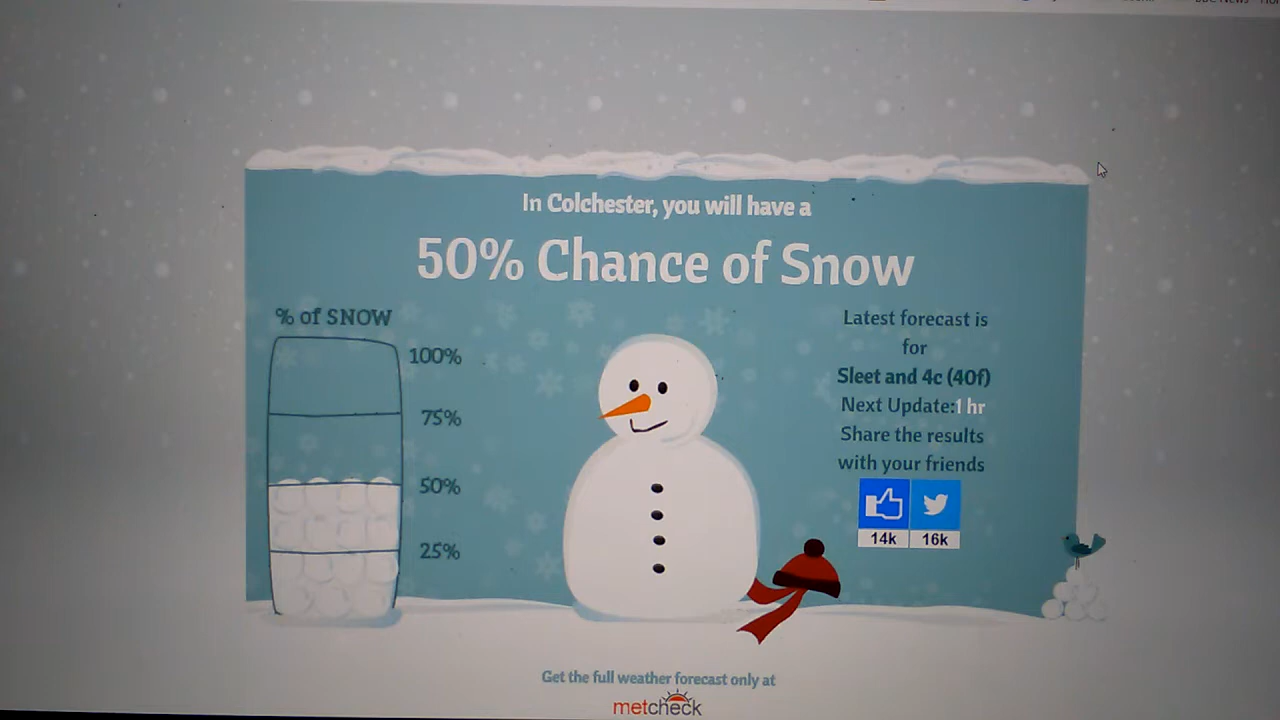 In Colchester, you will have a
50% Chance of Snow
% of SNOW
100%
75%
50%
25%
Latest forecast is
for
Sleet and 4c (40f)
Next Update:1 hr
Share the results
with your friends
14k 16k
Get the full weather forecast only at
metcheck